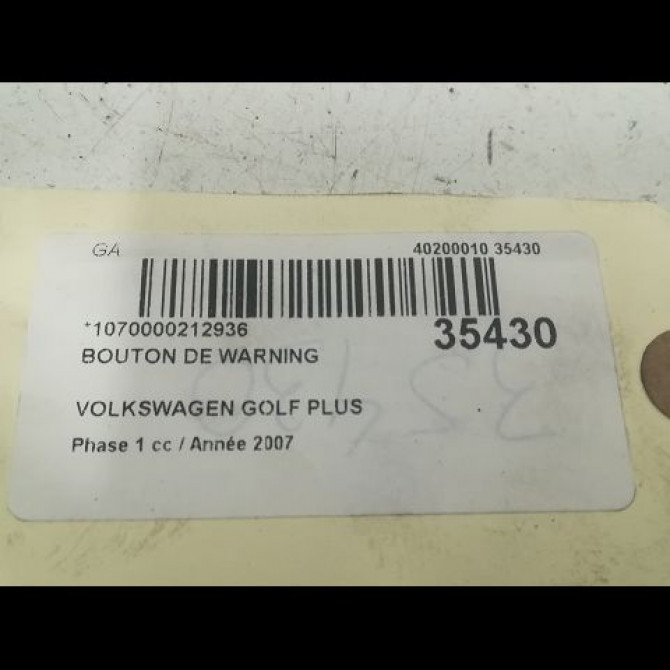 GA 40200010 35430
*1070000212936 35430
BOUTON DE WARNING
VOLKSWAGEN GOLF PLUS
Phase 1 cc / Année 2007